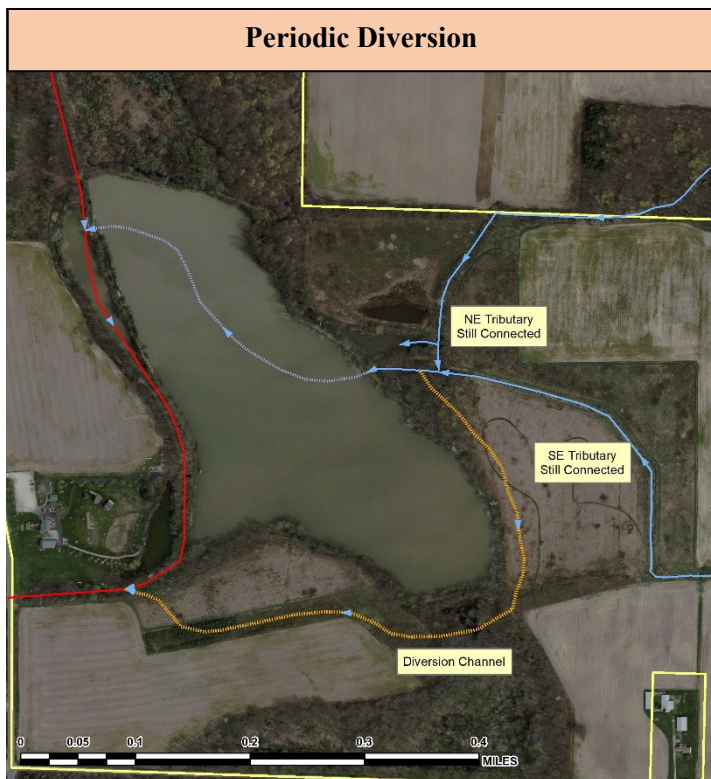 Periodic Diversion
NE Tributary
Still Connected
SE Tributary
Still Connected
Diversion Channel
0 0.05 0.1 0.2 0.3 0.4
MILES